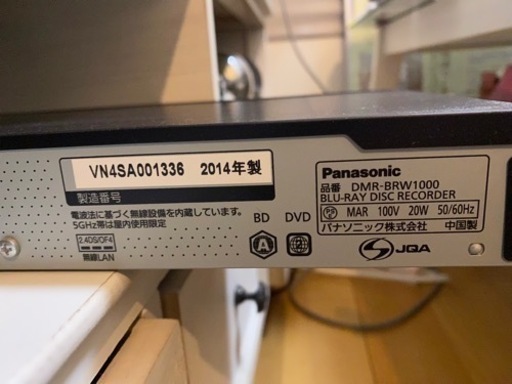 VN4SA001336 2014年製
製造番号
電波法に基づく無線設備を内蔵しています。
5GHz帯は屋内使用限定
2.4DS/OF4
無線LAN
BD DVD
A
2
Panasonic
品番 DMR-BRW1000
BLU-RAY DISC RECORDER
MAR 100V 20W 50/60Hz
パナソニック株式会社 中国製
JQA